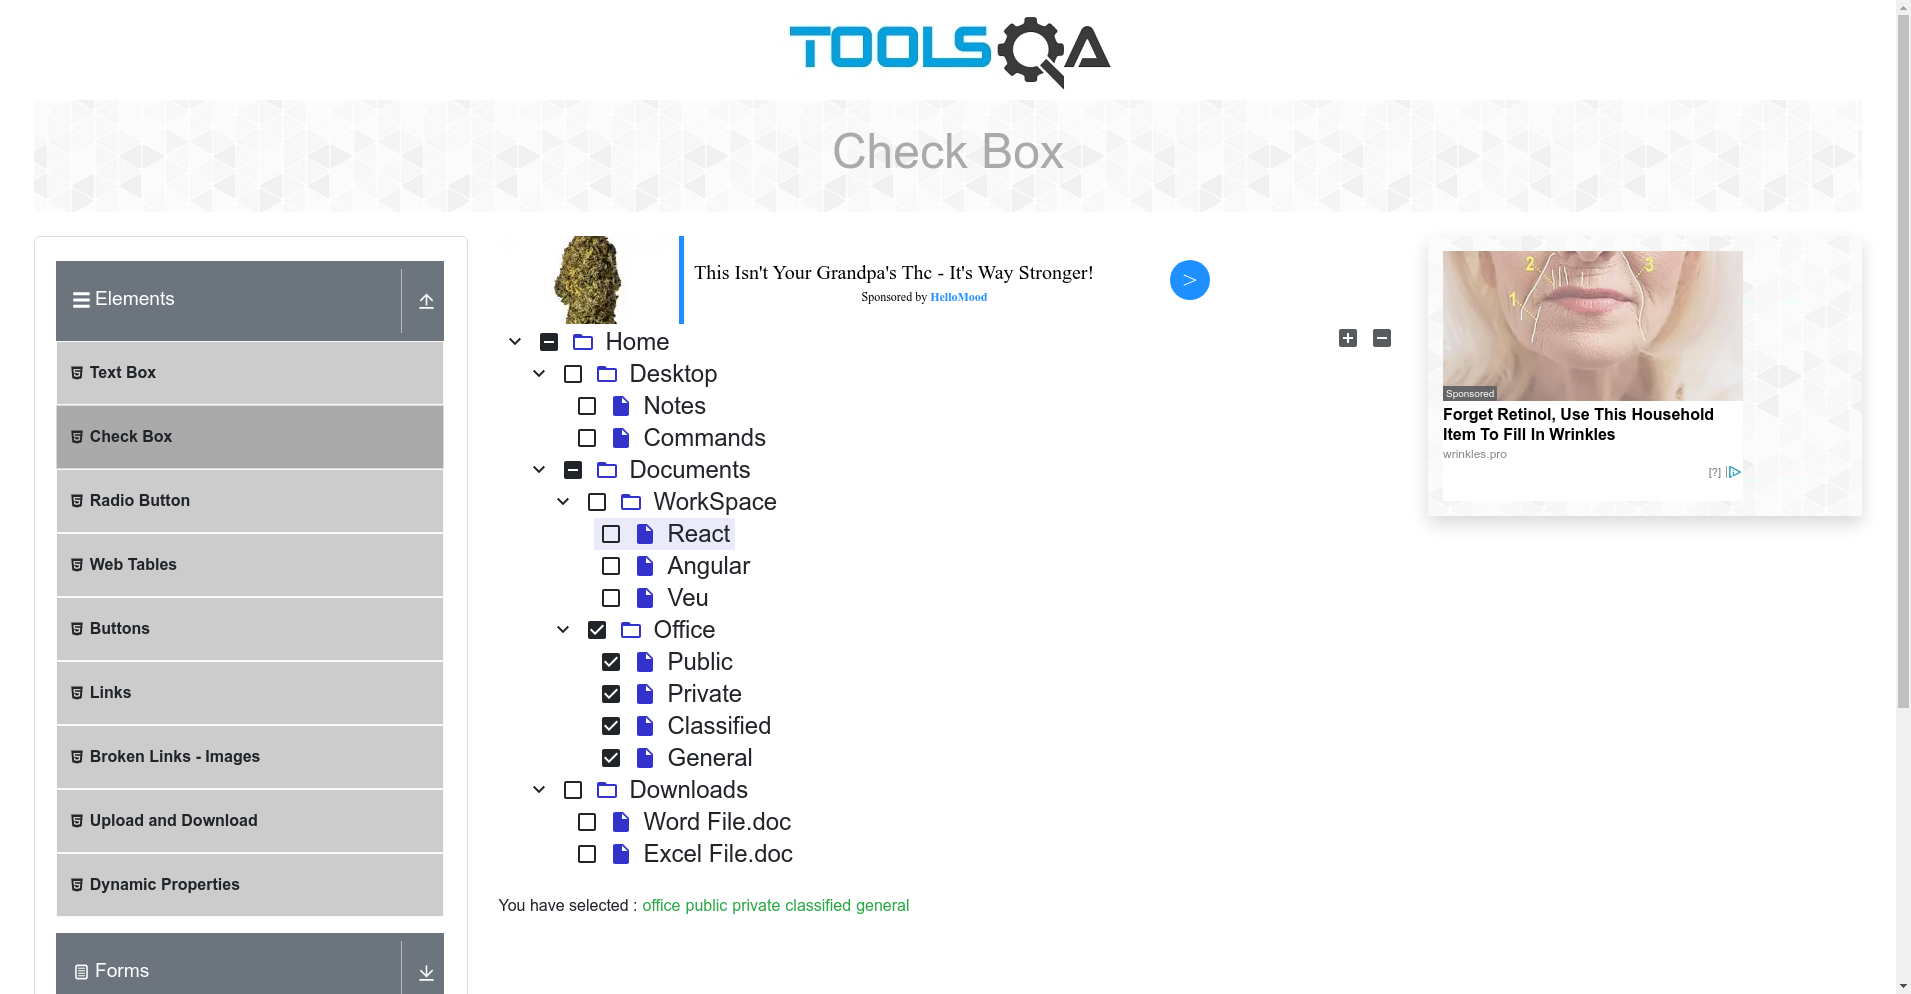 TOOLSQA
Check Box
Elements
Text Box
Check Box
Radio Button
Web Tables
Buttons
Links
Broken Links - Images
Upload and Download
Dynamic Properties
Forms
This Isn't Your Grandpa's Thc - It's Way Stronger!
Sponsored by HelloMood
>
Home
Desktop
Notes
Commands
Documents
WorkSpace
React
Angular
Veu
Office
Public
Private
Classified
General
Downloads
Word File.doc
Excel File.doc
You have selected : office public private classified general
2 3
1
Sponsored
Forget Retinol, Use This Household
Item To Fill In Wrinkles
wrinkles.pro
[?]